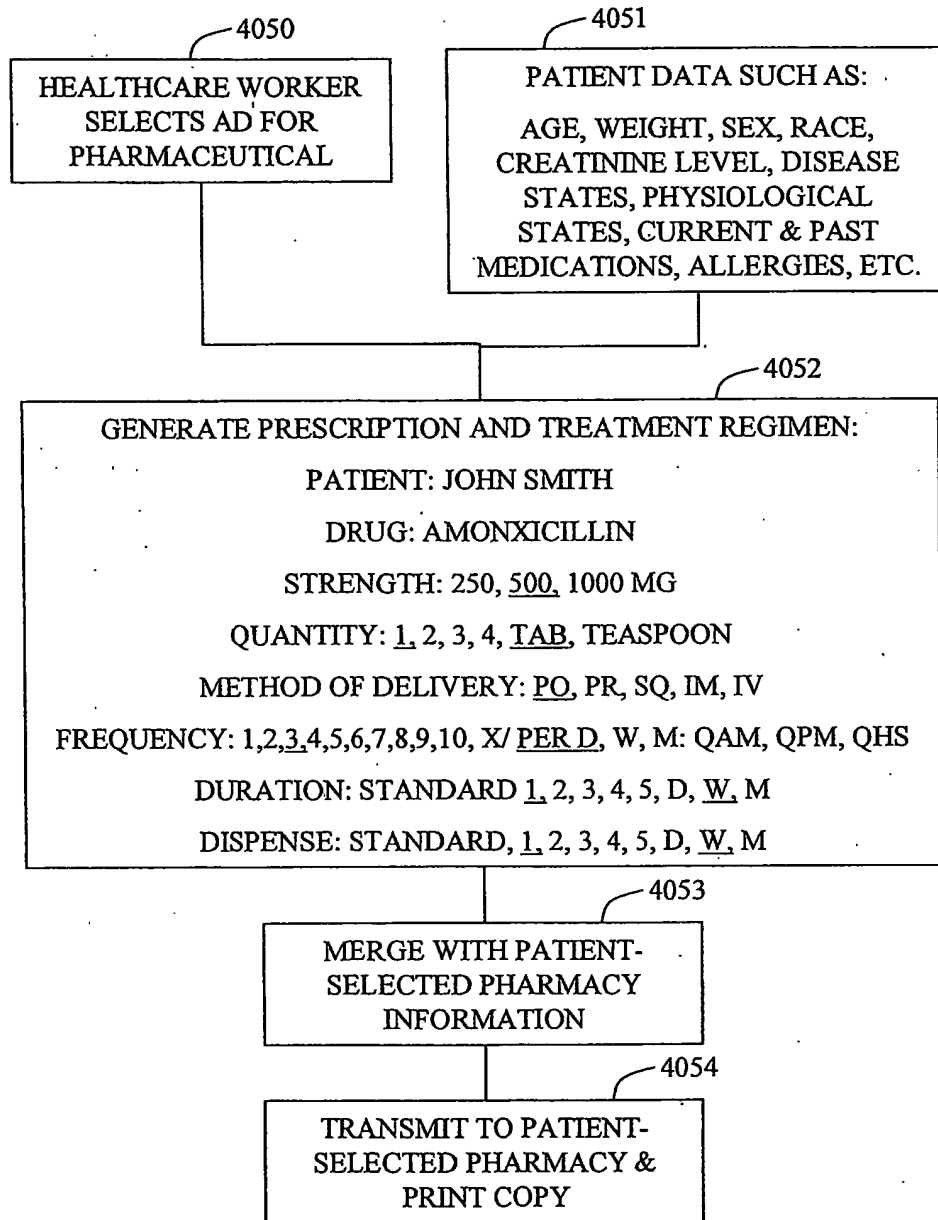 4050
HEALTHCARE WORKER
SELECTS AD FOR
PHARMACEUTICAL
4051
PATIENT DATA SUCH AS:
AGE, WEIGHT, SEX, RACE,
CREATININE LEVEL, DISEASE
STATES, PHYSIOLOGICAL
STATES, CURRENT & PAST
MEDICATIONS, ALLERGIES, ETC.
4052
GENERATE PRESCRIPTION AND TREATMENT REGIMEN:
PATIENT: JOHN SMITH
DRUG: AMONXICILLIN
STRENGTH: 250, 500, 1000 MG
QUANTITY: 1, 2, 3, 4, TAB, TEASPOON
METHOD OF DELIVERY: PO, PR, SQ, IM, IV
FREQUENCY: 1,2,3,4,5,6,7,8,9,10, X/ PER D, W, M: QAM, QPM, QHS
DURATION: STANDARD 1, 2, 3, 4, 5, D, W, M
DISPENSE: STANDARD, 1, 2, 3, 4, 5, D, W, M
4053
MERGE WITH PATIENT-
SELECTED PHARMACY
INFORMATION
4054
TRANSMIT TO PATIENT-
SELECTED PHARMACY &
PRINT COPY